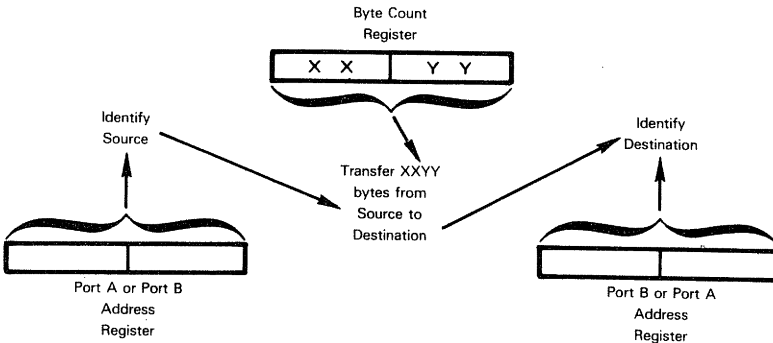 Byte Count
Register
X X Y Y
Identify
Source
Identify
Destination
Transfer XXYY
bytes from
Source to
Destination
Port A or Port B
Address
Register
Port B or Port A
Address
Register